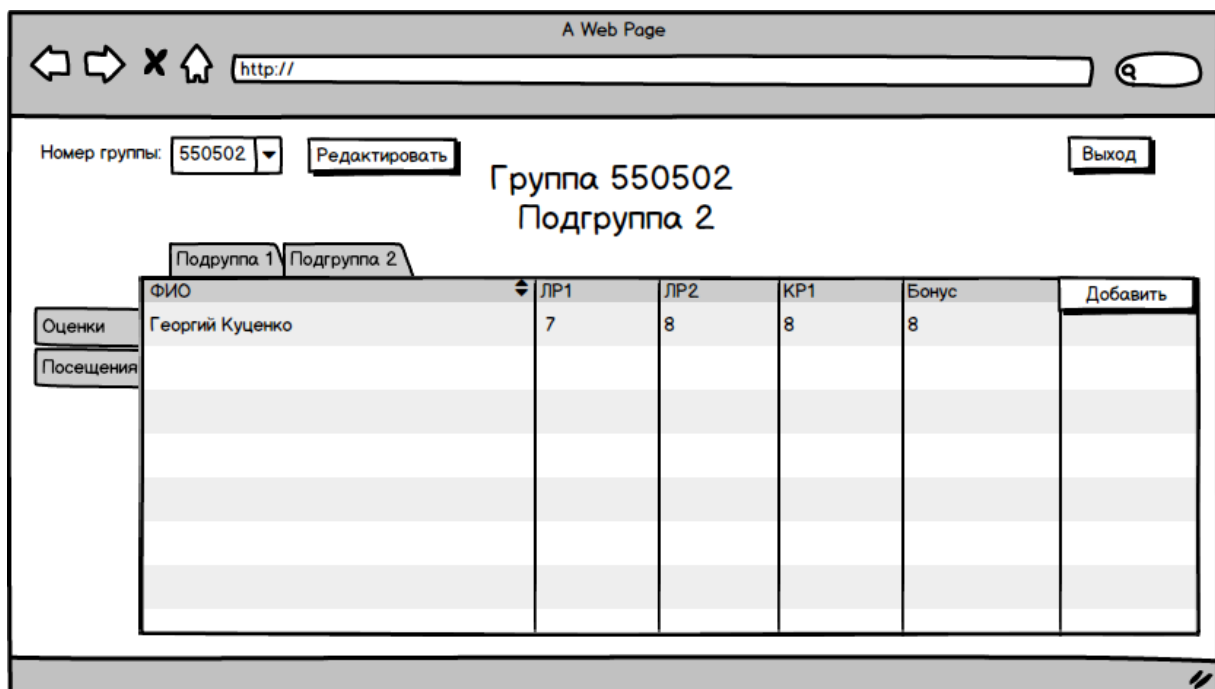 A Web Page
http://
Номер группы: 550502 Редактировать Выход
Группа 550502
Подгруппа 2
Подруппа 1 Подгруппа 2
ФИО ЛР1 ЛР2 КР1 Бонус Добавить
Оценки Георгий Куценко 7 8 8 8
Посещения